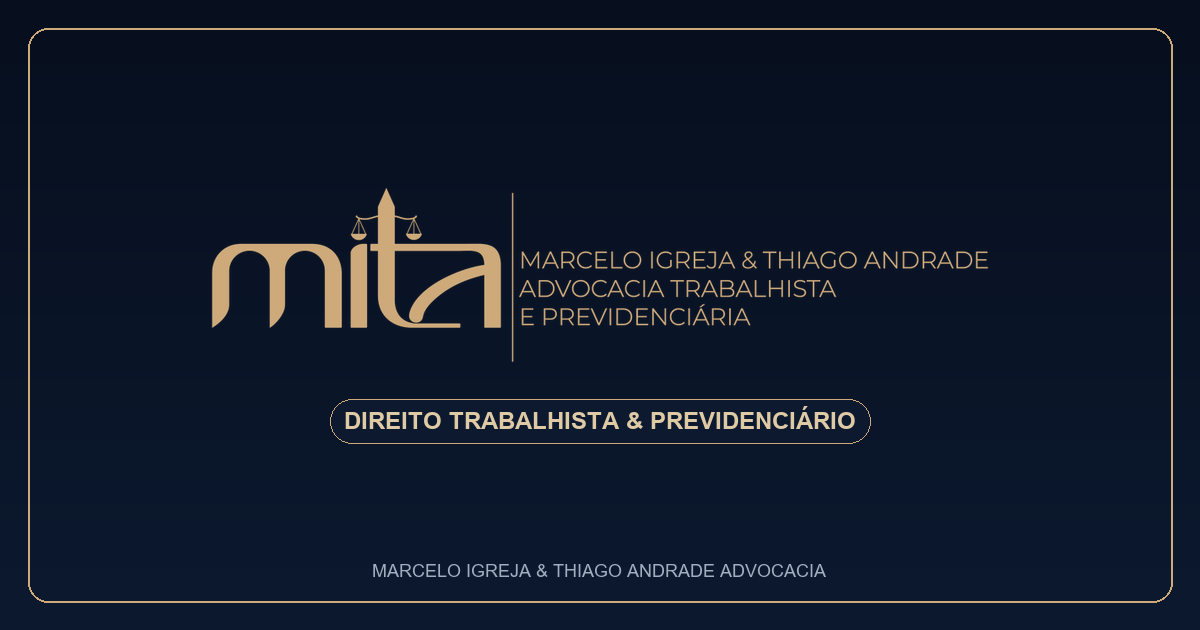 mita
MARCELO IGREJA & THIAGO ANDRADE
ADVOCACIA TRABALHISTA
E PREVIDENCIÁRIA
DIREITO TRABALHISTA & PREVIDENCIÁRIO
MARCELO IGREJA & THIAGO ANDRADE ADVOCACIA